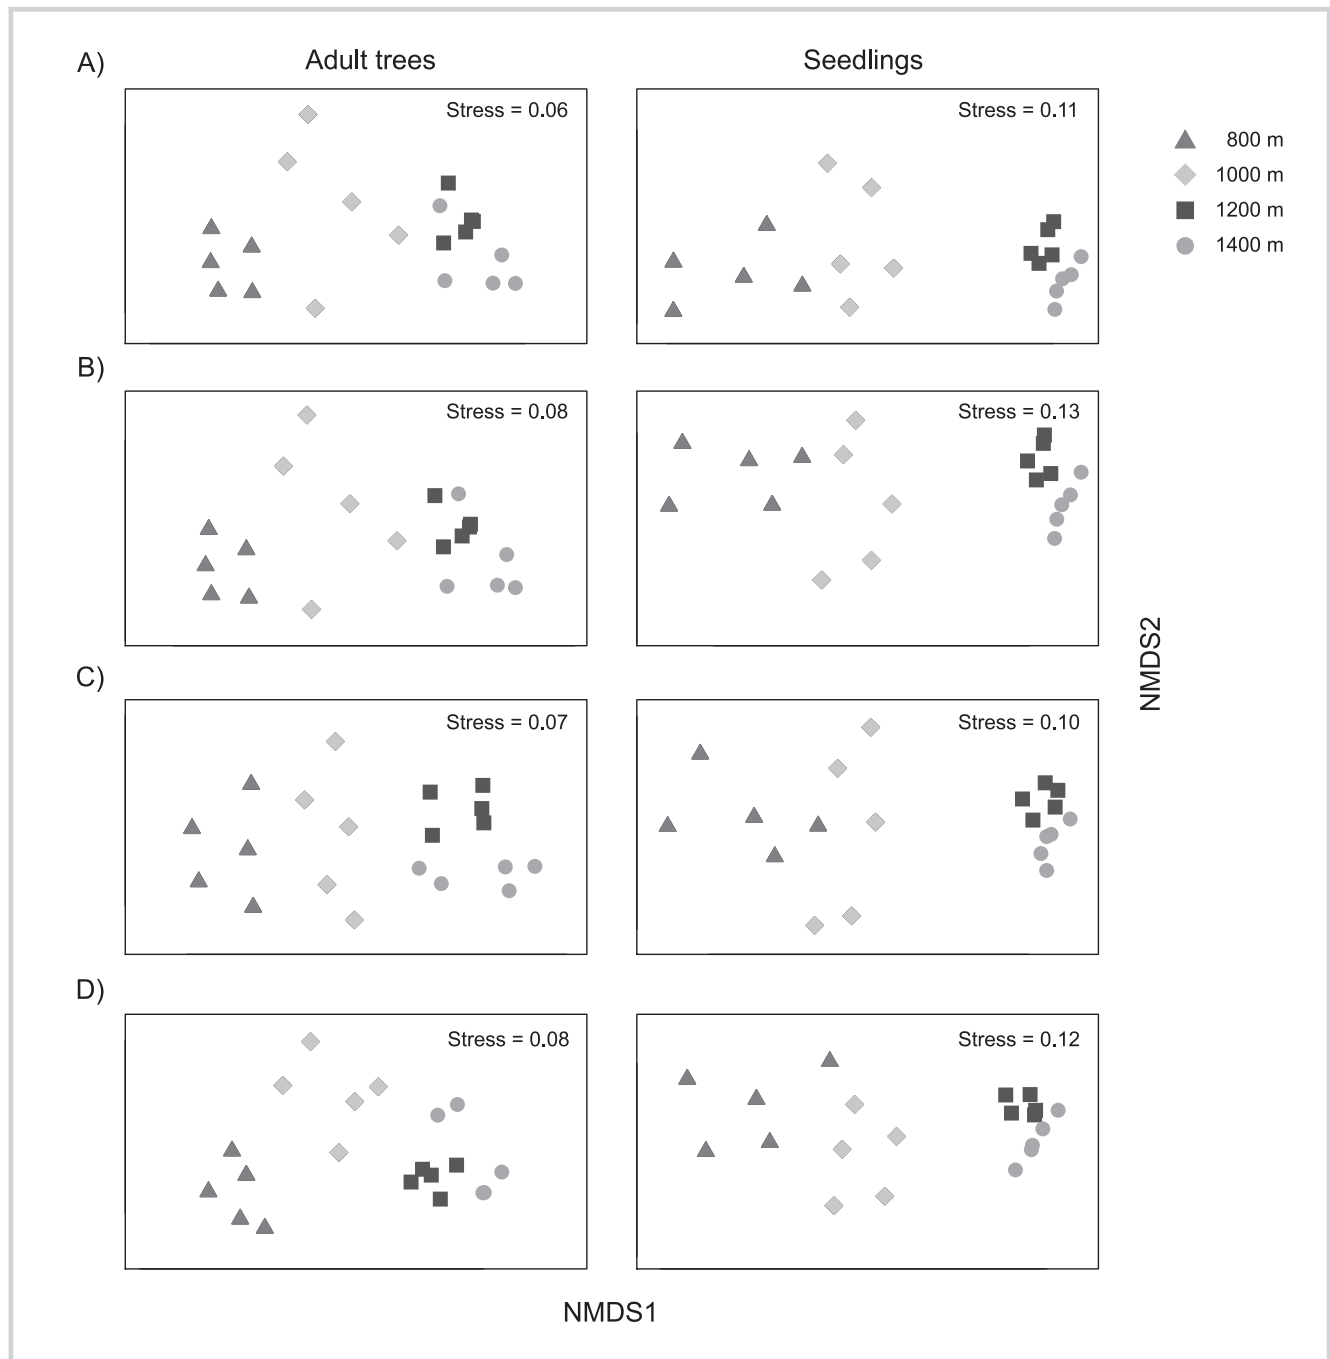 A)
Adult trees
Seedlings
Stress = 0.06
Stress = 0.11
800 m
1000 m
1200 m
1400 m
B)
Stress = 0.08
Stress = 0.13
NMDS2
C)
Stress = 0.07
Stress = 0.10
D)
Stress = 0.08
Stress = 0.12
NMDS1